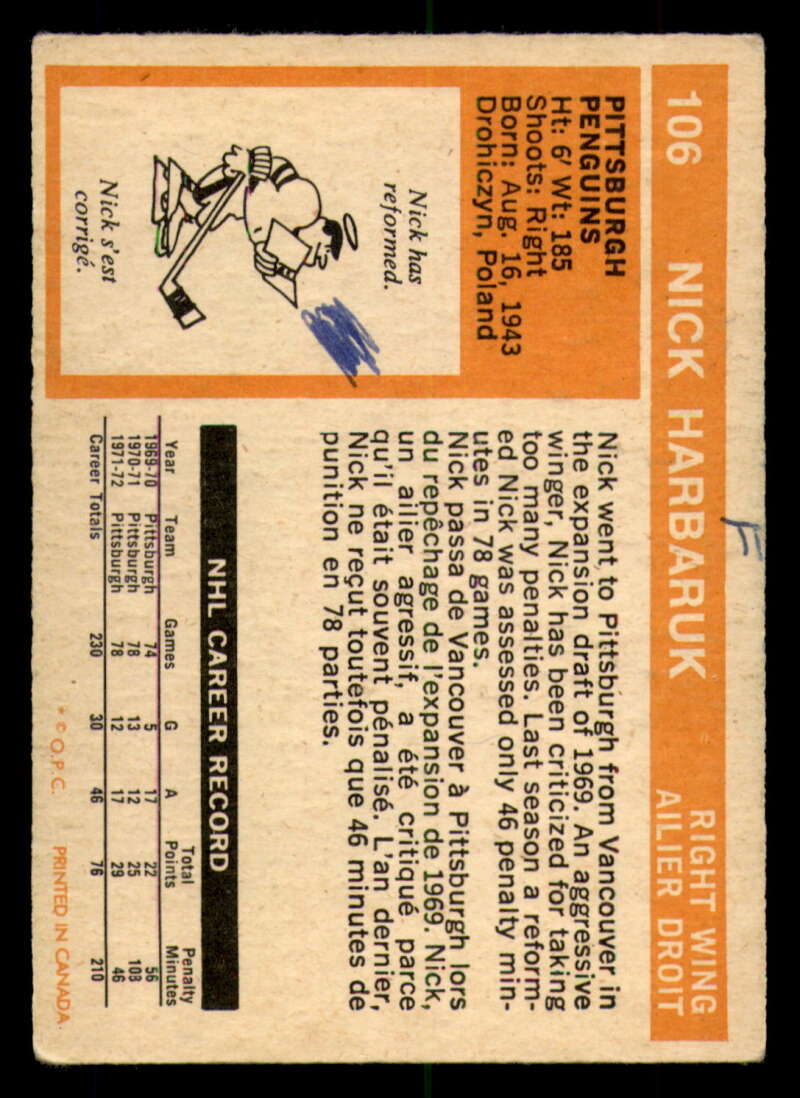 106 NICK HARBARUK
RIGHT WING
AILIER DROIT
F
PITTSBURGH
PENGUINS
Ht: 6' Wt: 185
Shoots: Right
Born: Aug. 16, 1943
Drohiczyn, Poland
Nick has
reformed.
Nick s'est
corrigé.
Nick went to Pittsburgh from Vancouver in
the expansion draft of 1969. An aggressive
winger, Nick has been criticized for taking
too many penalties. Last season a reform-
ed Nick was assessed only 46 penalty min-
utes in 78 games.
Nick passa de Vancouver à Pittsburgh lors
du repêchage de l'expansion de 1969. Nick,
un ailier agressif, a été critiqué parce
qu'il était souvent pénalisé. L'an dernier,
Nick ne reçut toutefois que 46 minutes de
punition en 78 parties.
NHL CAREER RECORD
Year Team Games G A Total Points Penalty Minutes
1969-70 Pittsburgh 74 5 17 22 56
1970-71 Pittsburgh 78 13 12 25 108
1971-72 Pittsburgh 78 12 17 29 46
Career Totals 230 30 46 76 210
* © O.P.C. PRINTED IN CANADA.